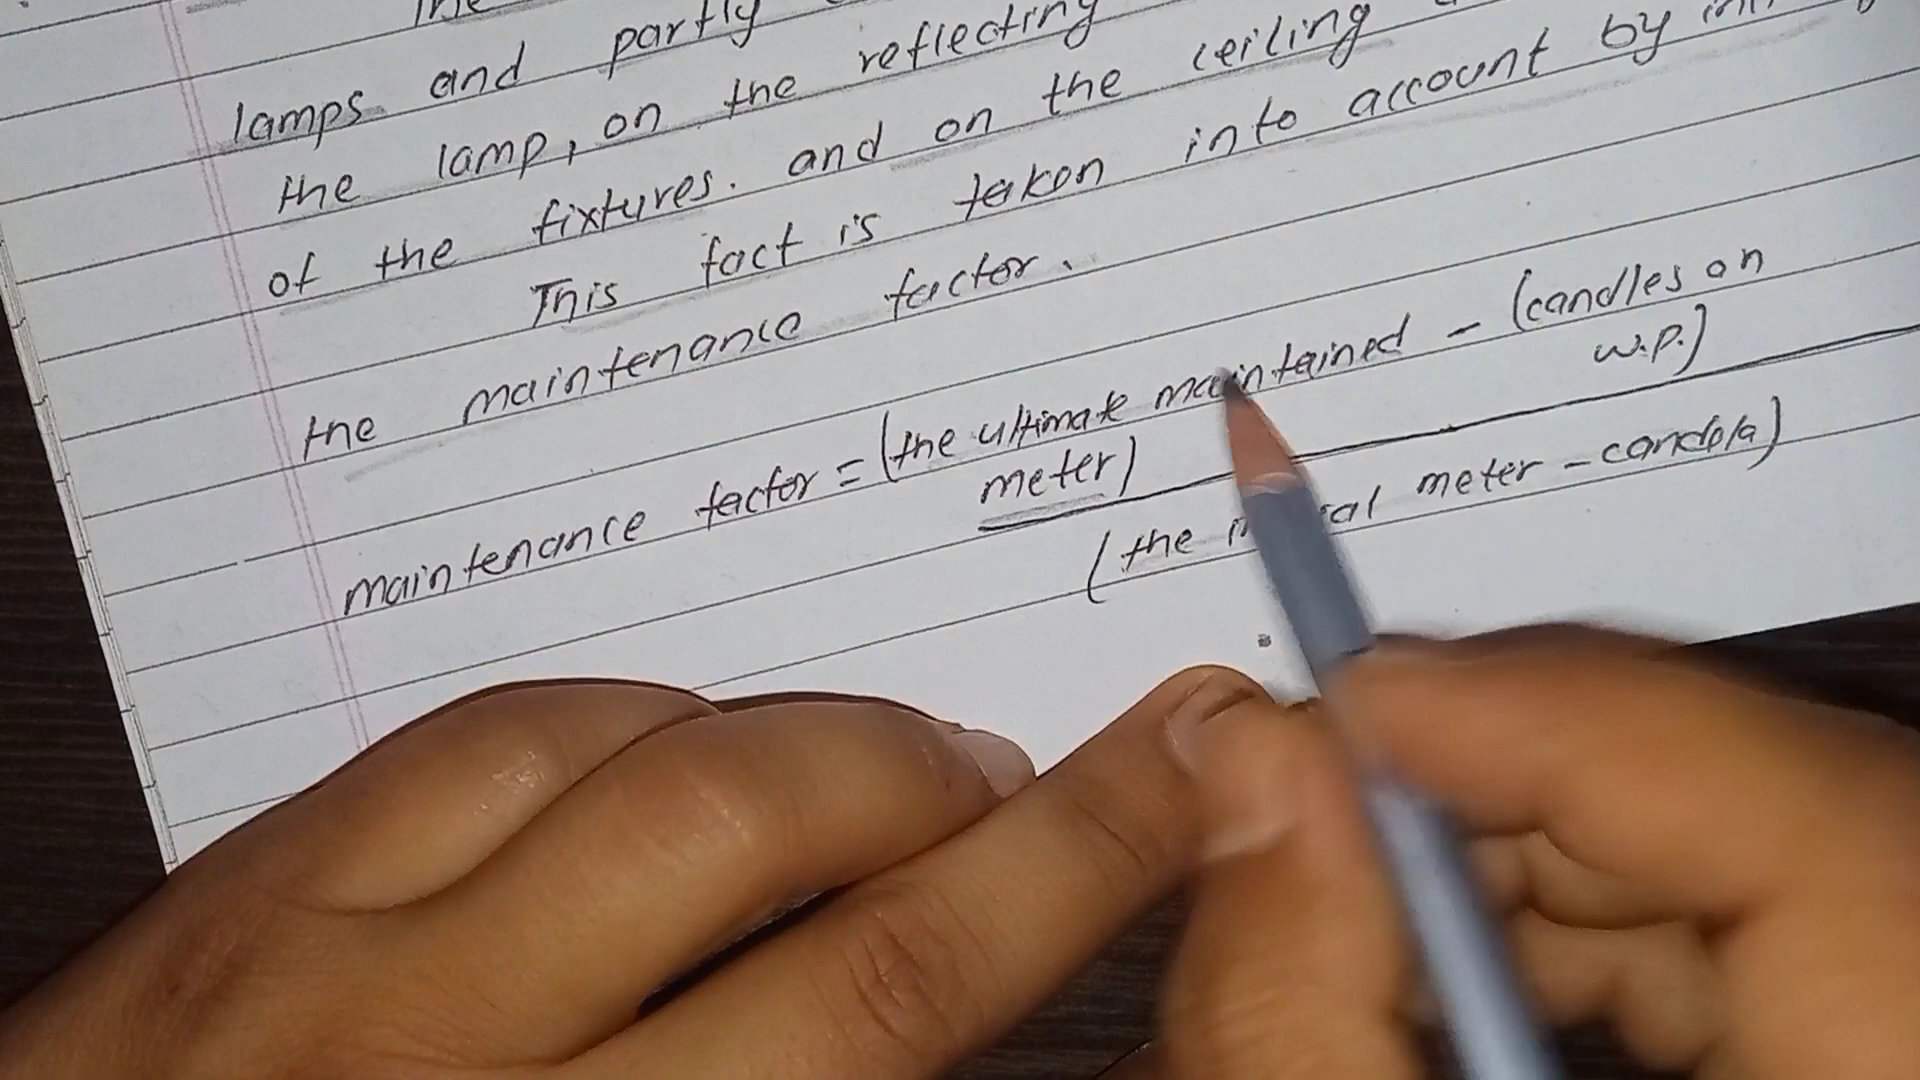 the
lamps and partly
the lamp, on the reflecting
of the fixtures. and on the ceiling
This fact is taken into account by
the maintenance factor.
maintenance factor = (the ultimate maintained - (candles on
meter) w.p.)
(the meter - candela)